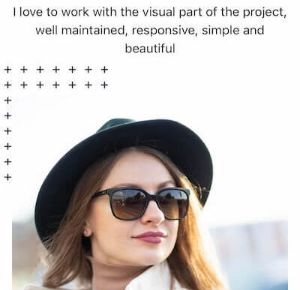 I love to work with the visual part of the project,
well maintained, responsive, simple and
beautiful